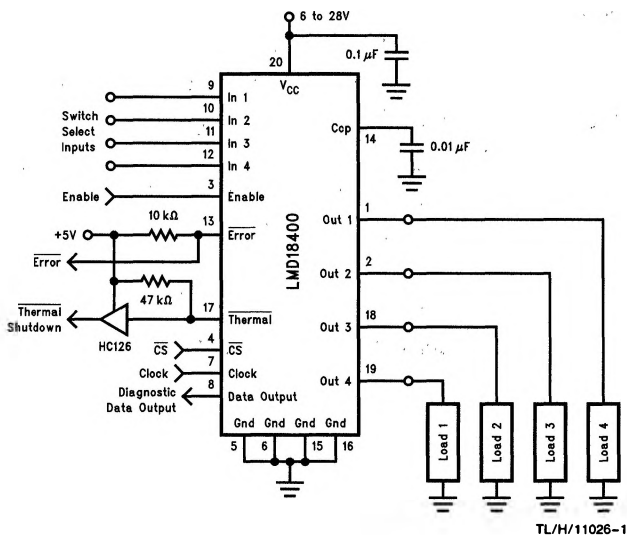 6 to 28V
0.1 μF
20
VCC
9
In 1
10
In 2
11
In 3
12
In 4
Switch
Select
Inputs
Cop
14
0.01 μF
3
Enable
Enable
10 kΩ
13
+5V
Error
Error
47 kΩ
17
Thermal
Thermal
Shutdown
HC126
LMD18400
1
Out 1
2
Out 2
18
Out 3
19
Out 4
4
CS
CS
7
Clock
Clock
8
Diagnostic
Data Output
Data Output
Gnd Gnd Gnd Gnd
5 6 15 16
Load 1
Load 2
Load 3
Load 4
TL/H/11026-1